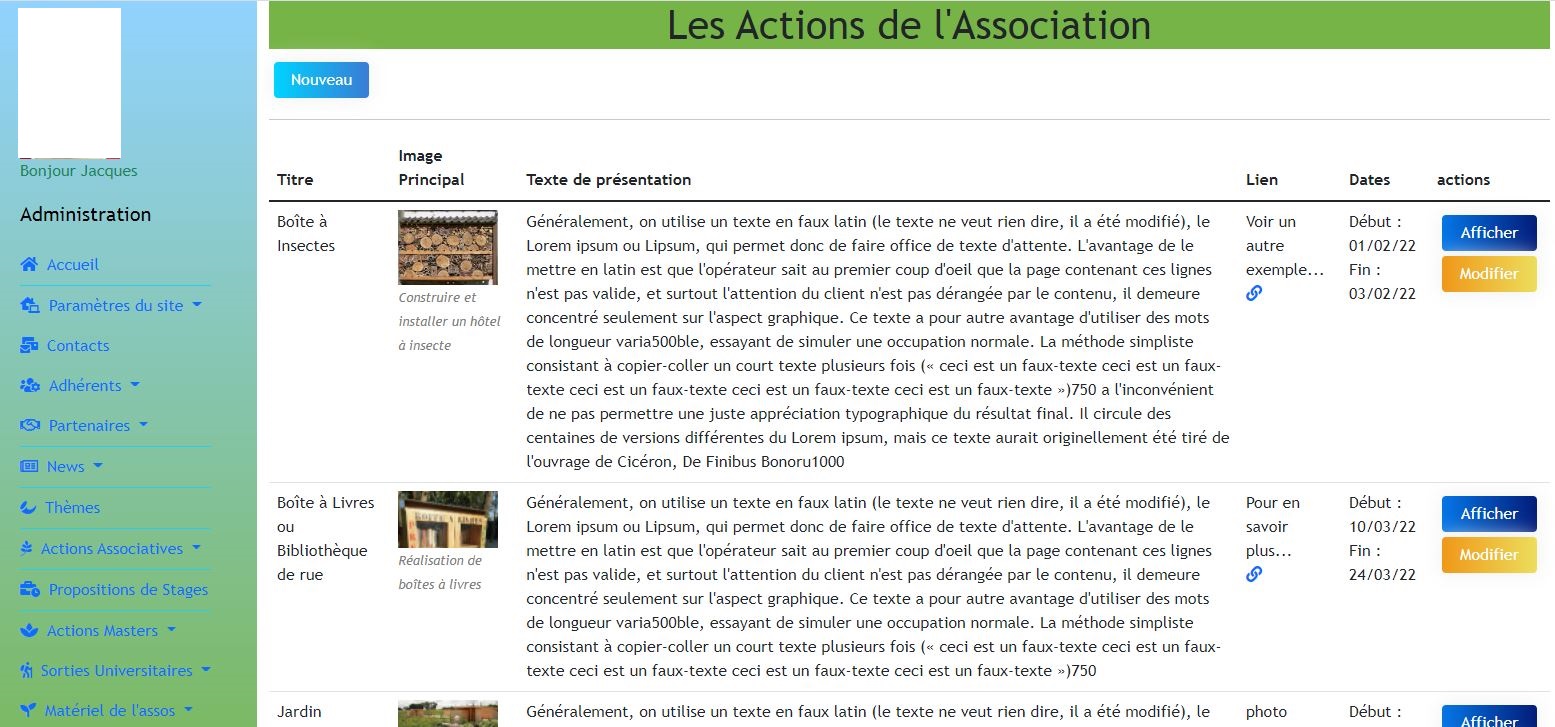 Les Actions de l'Association
Nouveau
Bonjour Jacques
Administration
Accueil
Paramètres du site
Contacts
Adhérents
Partenaires
News
Thèmes
Actions Associatives
Propositions de Stages
Actions Masters
Sorties Universitaires
Matériel de l'assos
Titre
Image
Principal
Texte de présentation
Lien
Dates
actions
Boîte à
Insectes
Construire et
installer un hôtel
à insecte
Généralement, on utilise un texte en faux latin (le texte ne veut rien dire, il a été modifié), le
Lorem ipsum ou Lipsum, qui permet donc de faire office de texte d'attente. L'avantage de le
mettre en latin est que l'opérateur sait au premier coup d'oeil que la page contenant ces lignes
n'est pas valide, et surtout l'attention du client n'est pas dérangée par le contenu, il demeure
concentré seulement sur l'aspect graphique. Ce texte a pour autre avantage d'utiliser des mots
de longueur varia500ble, essayant de simuler une occupation normale. La méthode simpliste
consistant à copier-coller un court texte plusieurs fois (« ceci est un faux-texte ceci est un faux-
texte ceci est un faux-texte ceci est un faux-texte ceci est un faux-texte »)750 a l'inconvénient
de ne pas permettre une juste appréciation typographique du résultat final. Il circule des
centaines de versions différentes du Lorem ipsum, mais ce texte aurait originellement été tiré de
l'ouvrage de Cicéron, De Finibus Bonoru1000
Voir un
autre
exemple...
Début :
01/02/22
Fin :
03/02/22
Afficher
Modifier
Boîte à Livres
ou
Bibliothèque
de rue
BOITE A LIVRES
Réalisation de
boîtes à livres
Généralement, on utilise un texte en faux latin (le texte ne veut rien dire, il a été modifié), le
Lorem ipsum ou Lipsum, qui permet donc de faire office de texte d'attente. L'avantage de le
mettre en latin est que l'opérateur sait au premier coup d'oeil que la page contenant ces lignes
n'est pas valide, et surtout l'attention du client n'est pas dérangée par le contenu, il demeure
concentré seulement sur l'aspect graphique. Ce texte a pour autre avantage d'utiliser des mots
de longueur varia500ble, essayant de simuler une occupation normale. La méthode simpliste
consistant à copier-coller un court texte plusieurs fois (« ceci est un faux-texte ceci est un faux-
texte ceci est un faux-texte ceci est un faux-texte ceci est un faux-texte »)750
Pour en
savoir
plus...
Début :
10/03/22
Fin :
24/03/22
Afficher
Modifier
Jardin
Généralement, on utilise un texte en faux latin (le texte ne veut rien dire, il a été modifié), le
photo
Début :
Afficher